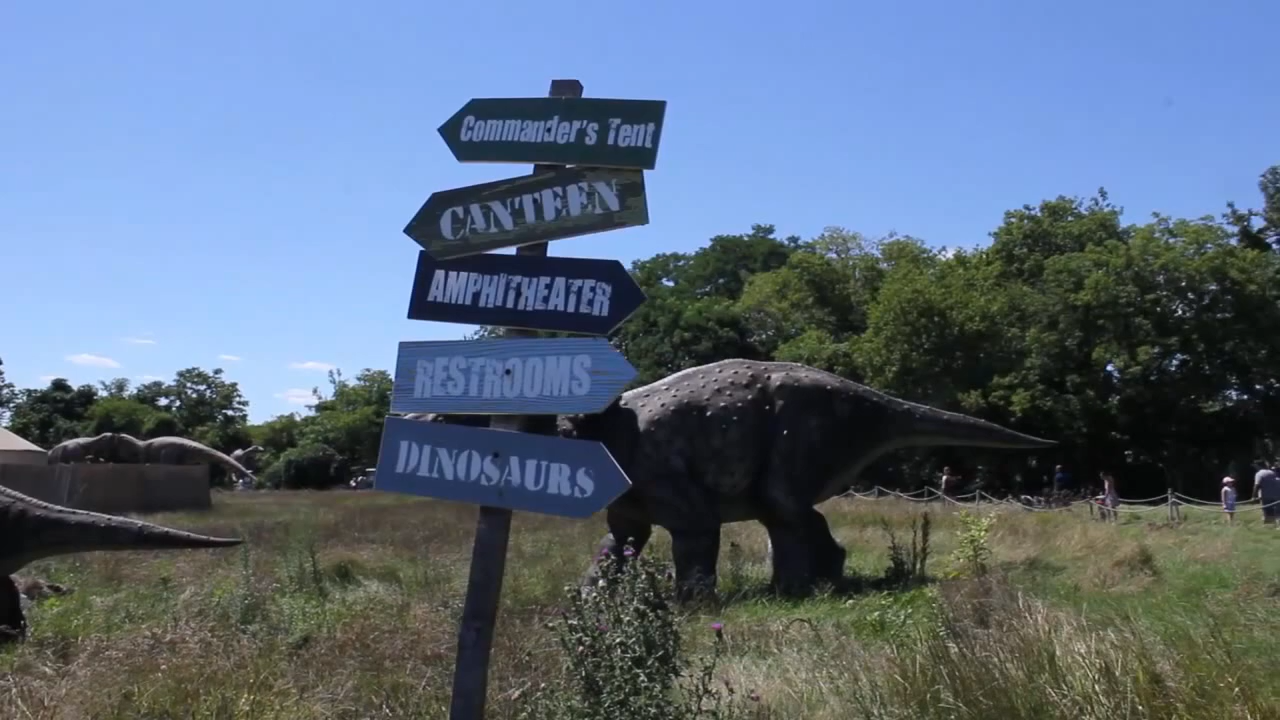 Commander's Tent
CANTEEN
AMPHITHEATER
RESTROOMS
DINOSAURS